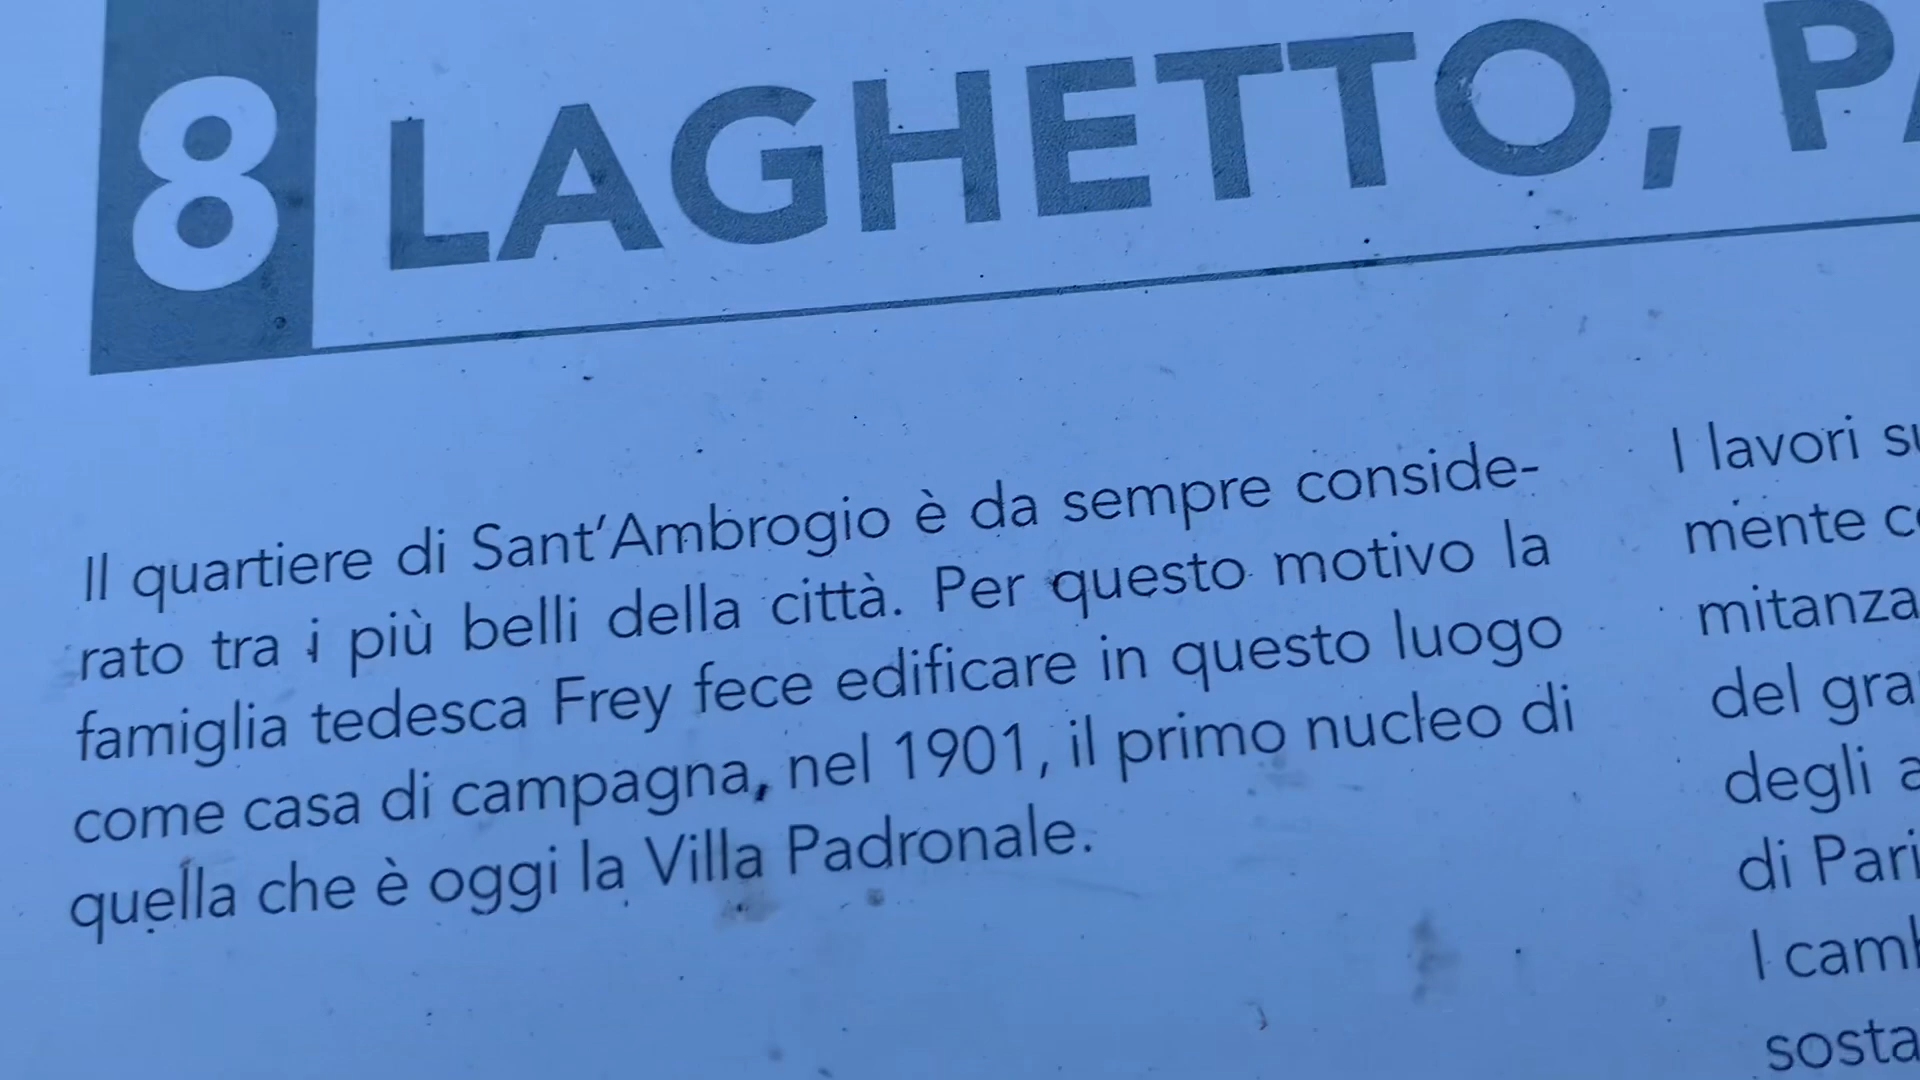 8 LAGHETTO,
Il quartiere di Sant'Ambrogio è da sempre conside-
rato tra i più belli della città. Per questo motivo la
famiglia tedesca Frey fece edificare in questo luogo
come casa di campagna, nel 1901, il primo nucleo di
quella che è oggi la Villa Padronale.
I lavori
mente
mitanza
del
degli
di
I
sosta